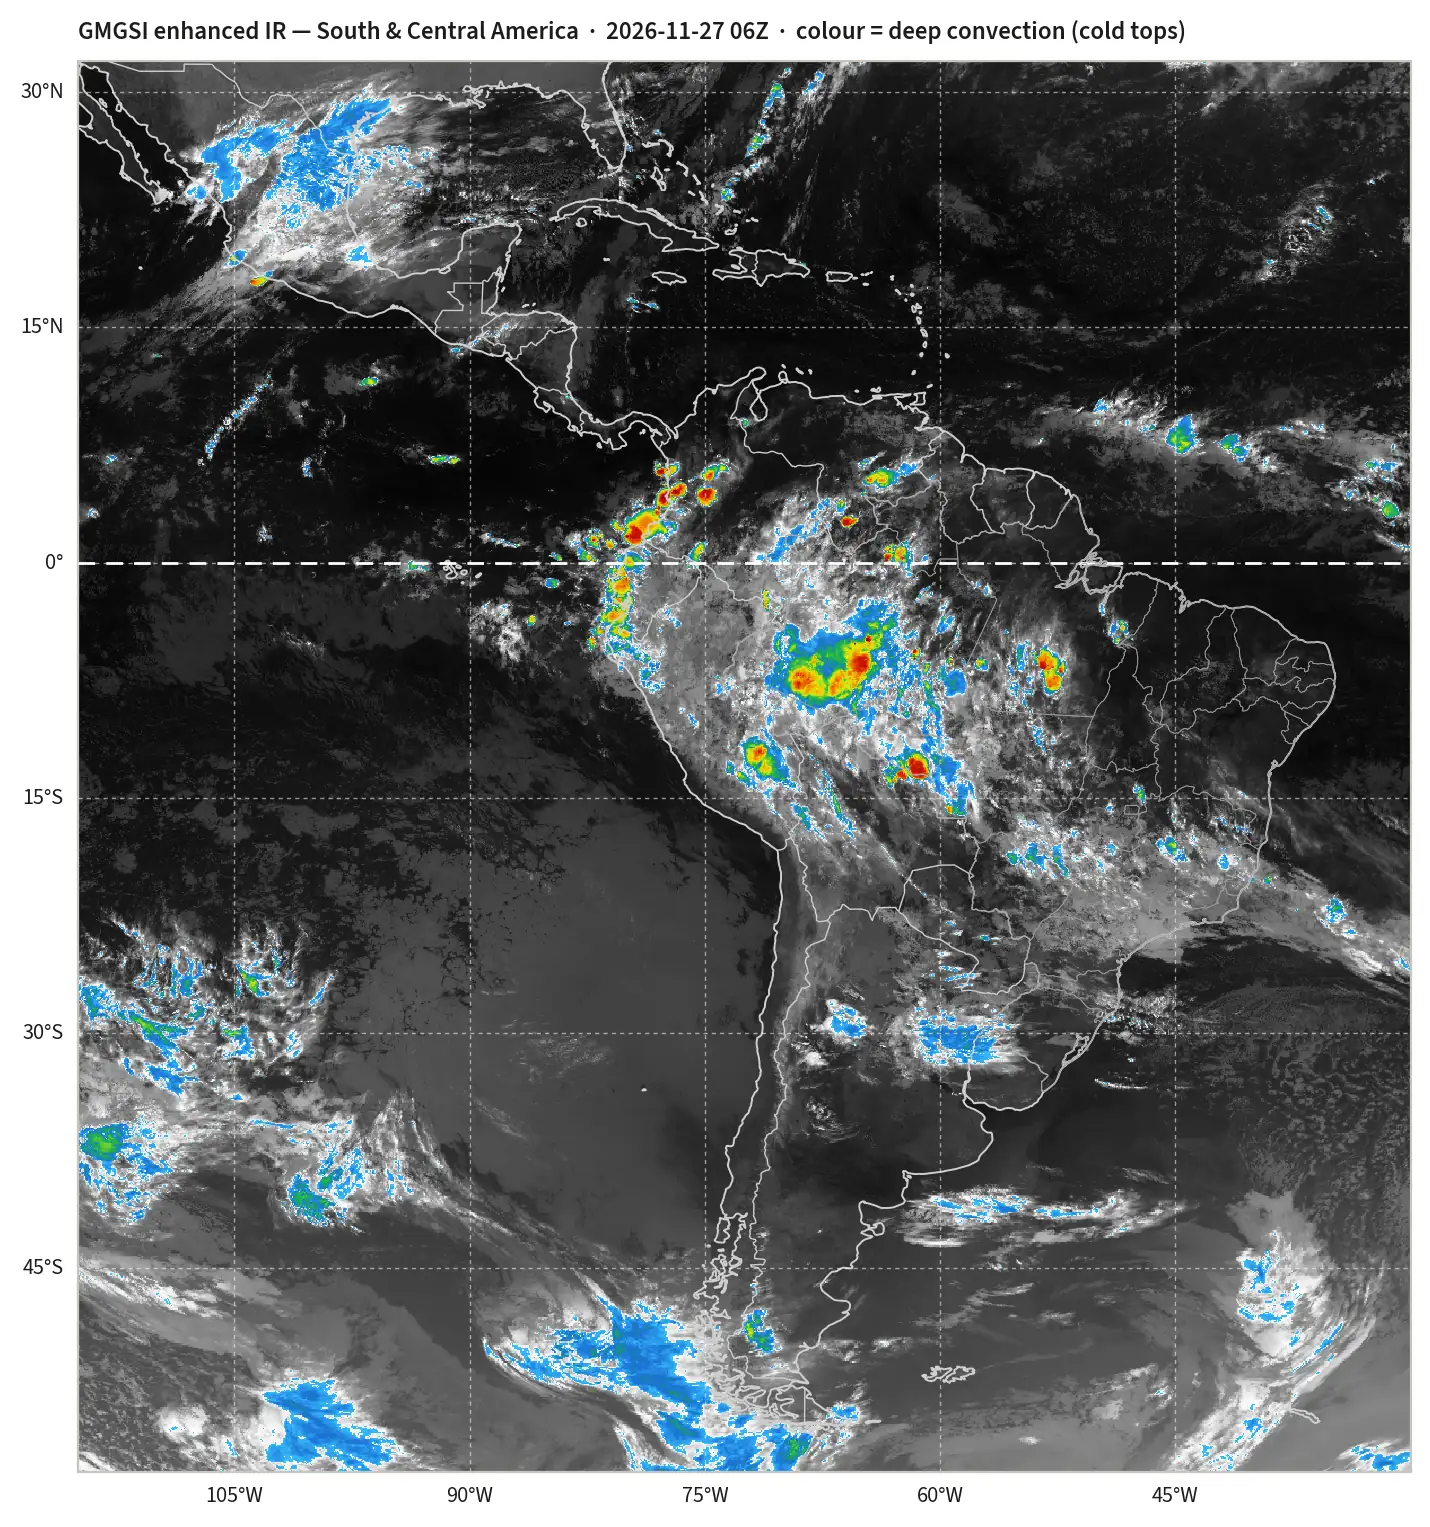 GMGSI enhanced IR — South & Central America · 2026-11-27 06Z · colour = deep convection (cold tops)
30°N
15°N
0°
15°S
30°S
45°S
105°W
90°W
75°W
60°W
45°W